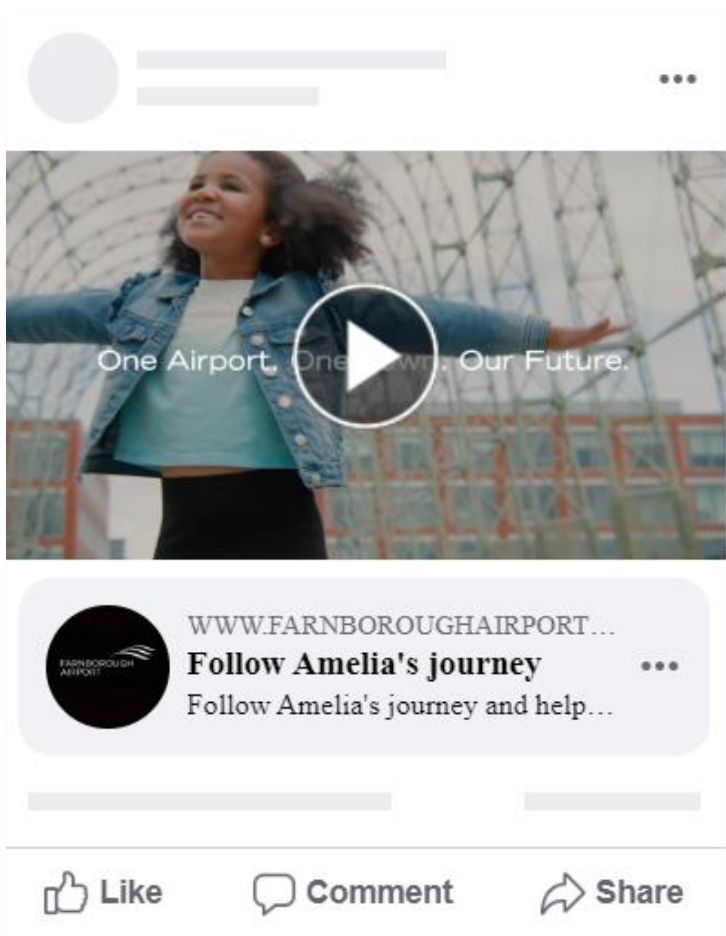 One Airport. One Town. Our Future.
WWW.FARNBOROUGHAIRPORT…
FARNBOROUGH
AIRPORT
Follow Amelia's journey
Follow Amelia's journey and help…
Like
Comment
Share